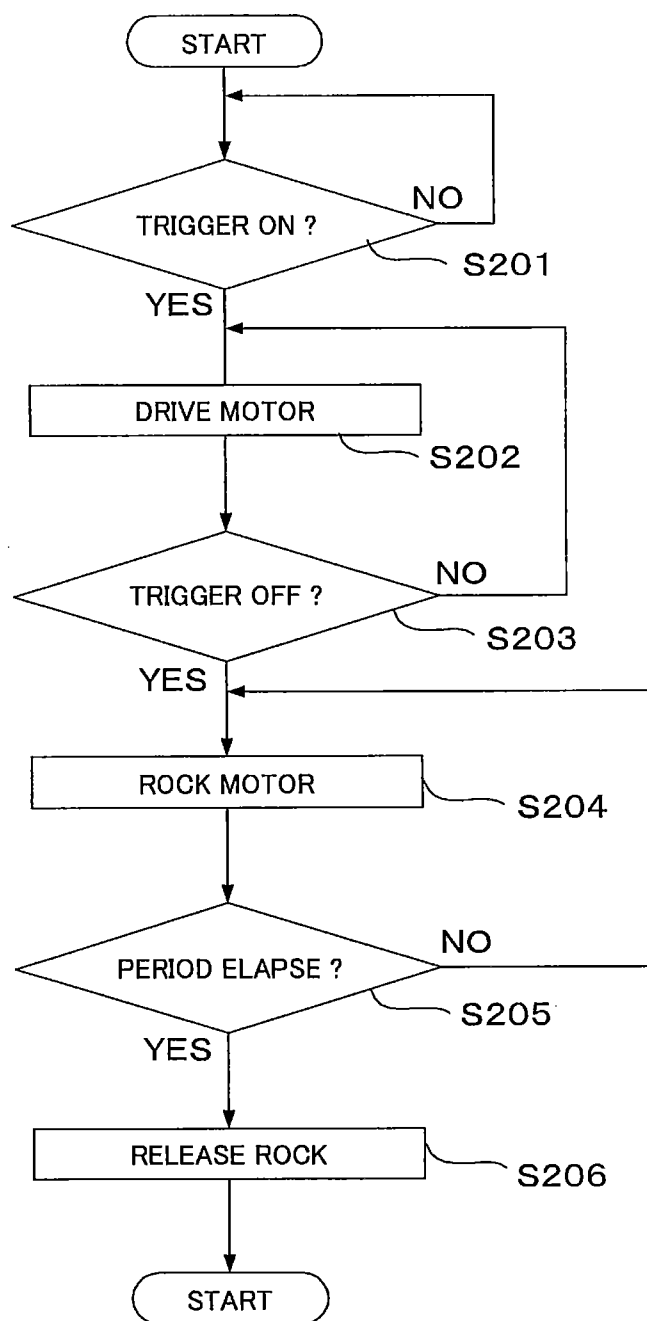 START
TRIGGER ON ?
NO
S201
YES
DRIVE MOTOR
S202
TRIGGER OFF ?
NO
S203
YES
ROCK MOTOR
S204
PERIOD ELAPSE ?
NO
S205
YES
RELEASE ROCK
S206
START